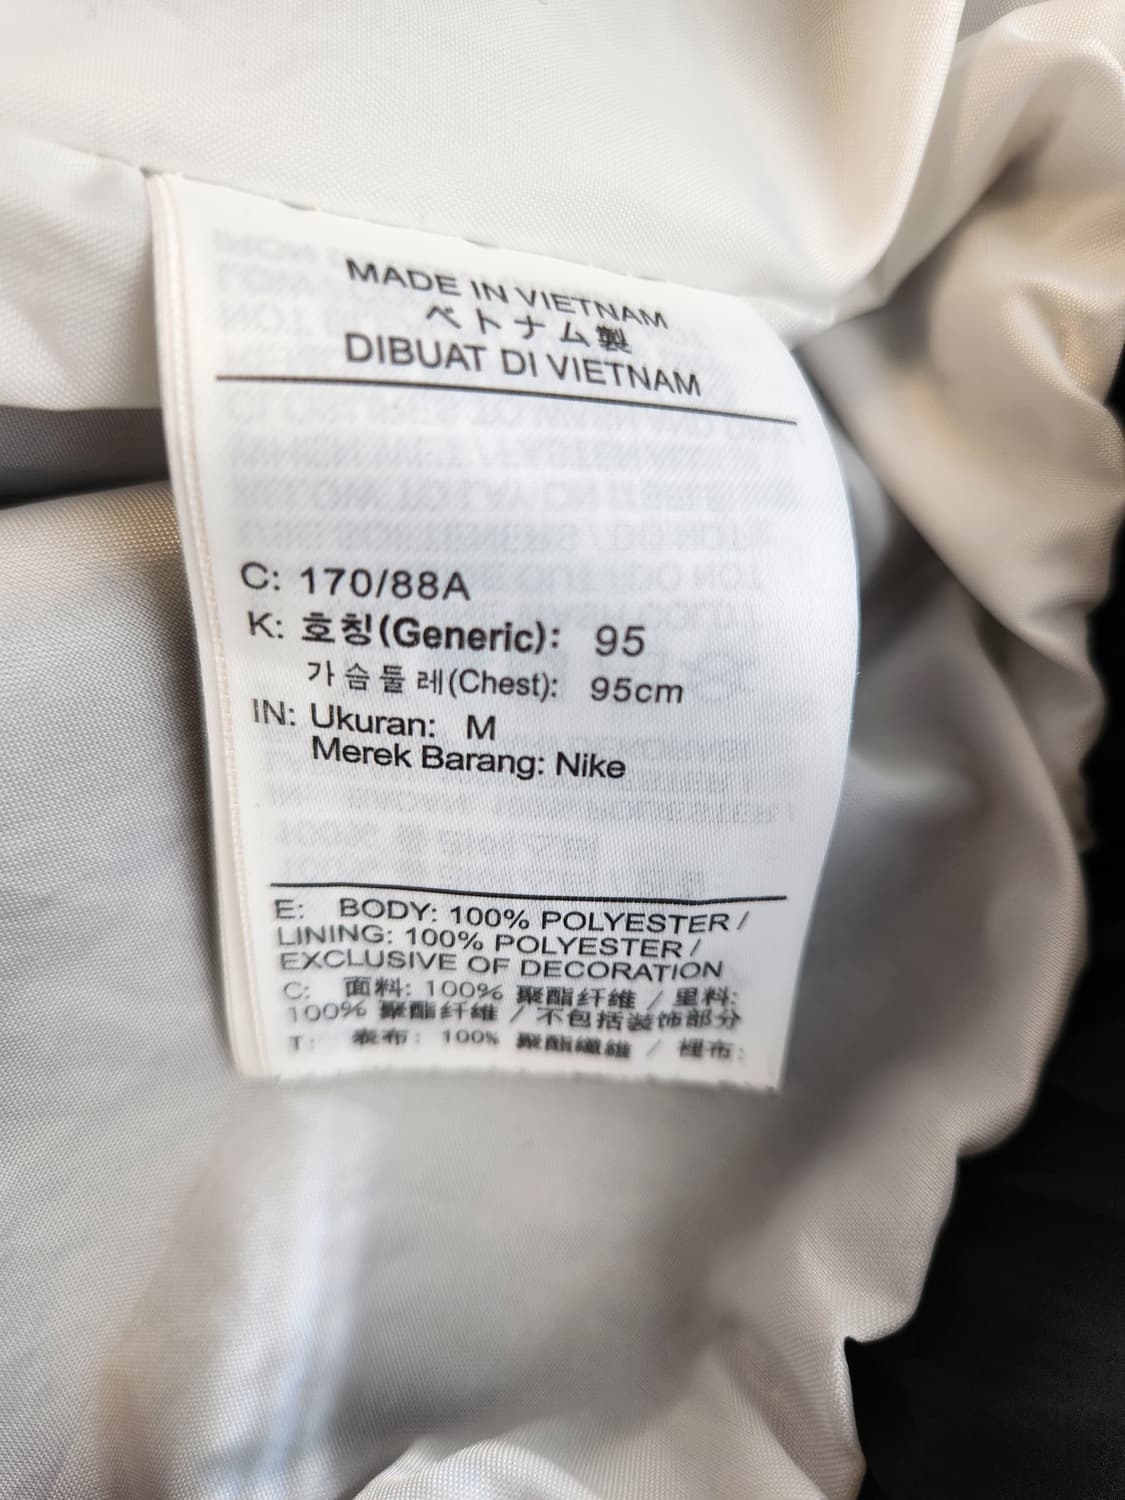 MADE IN VIETNAM
ベトナム製
DIBUAT DI VIETNAM
C: 170/88A
K: 호칭(Generic): 95
가슴둘레(Chest): 95cm
IN: Ukuran: M
Merek Barang: Nike
E: BODY: 100% POLYESTER /
LINING: 100% POLYESTER /
EXCLUSIVE OF DECORATION
C: 面料: 100% 聚酯纤维 / 里料:
100% 聚酯纤维 / 不包括装饰部分
T: 表布: 100% 聚酯纖維 / 裡布: